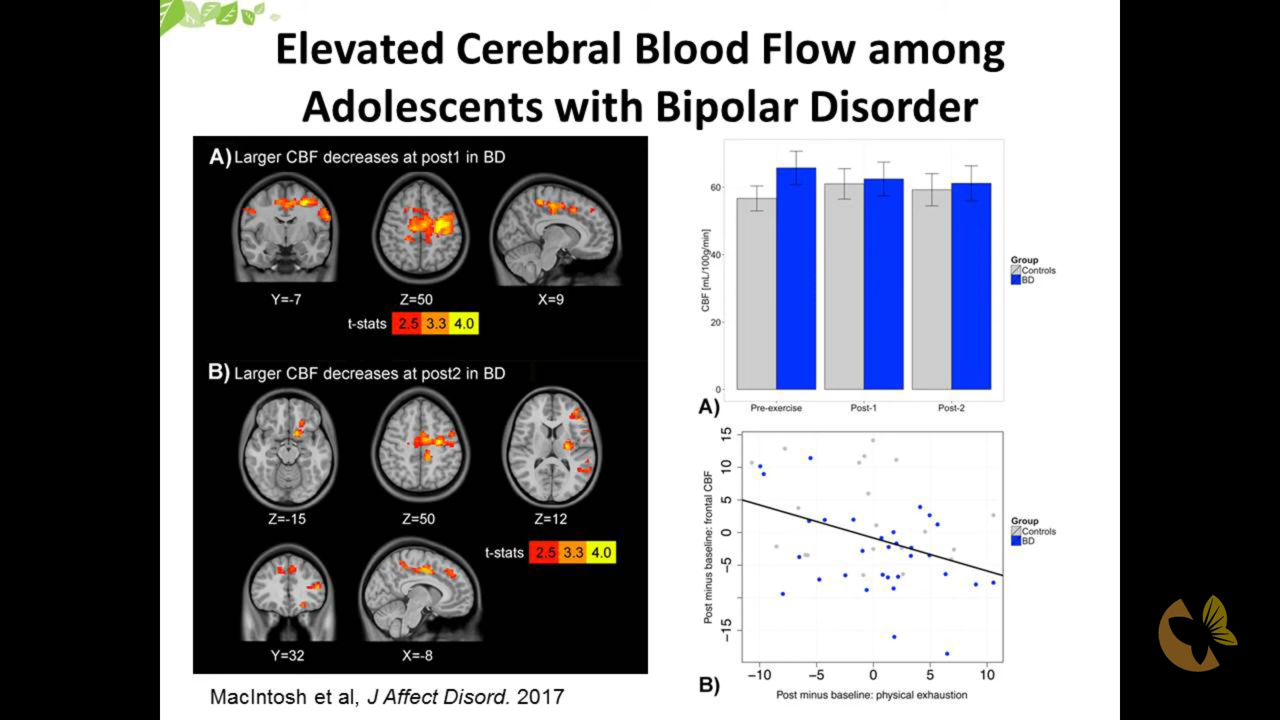 Elevated Cerebral Blood Flow among
Adolescents with Bipolar Disorder
A) Larger CBF decreases at post1 in BD
Y=-7
Z=50
X=9
t-stats 2.5 3.3 4.0
B) Larger CBF decreases at post2 in BD
Z=-15
Z=50
Z=12
t-stats 2.5 3.3 4.0
Y=32
X=-8
MacIntosh et al, J Affect Disord. 2017
CBF [mL/100g/min]
60
40
20
0
Pre-exercise
Post-1
Post-2
Group
Controls
BD
A)
Post minus baseline: frontal CBF
15
10
5
0
-5
-15
-10
-5
0
5
10
Post minus baseline: physical exhaustion
Group
Controls
BD
B)